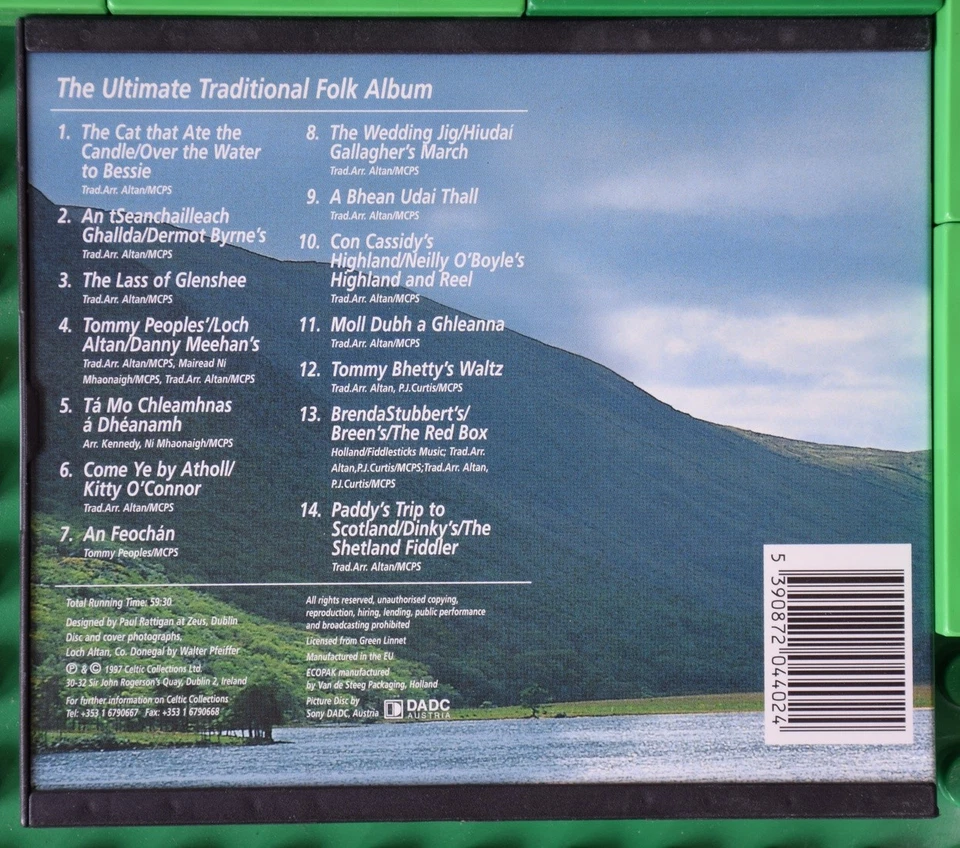 The Ultimate Traditional Folk Album
1. The Cat that Ate the
Candle/Over the Water
to Bessie
Trad.Arr. Altan/MCPS
2. An tSeanchailleach
Ghallda/Dermot Byrne's
Trad.Arr. Altan/MCPS
3. The Lass of Glenshee
Trad.Arr. Altan/MCPS
4. Tommy Peoples'/Loch
Altan/Danny Meehan's
Trad.Arr. Altan/MCPS, Mairead Ni
Mhaonaigh/MCPS, Trad.Arr. Altan/MCPS
5. Tá Mo Chleamhnas
á Dhéanamh
Arr. Kennedy, Ni Mhaonaigh/MCPS
6. Come Ye by Atholl/
Kitty O'Connor
Trad.Arr. Altan/MCPS
7. An Feochán
Tommy Peoples/MCPS
8. The Wedding Jig/Hiudai
Gallagher's March
Trad.Arr. Altan/MCPS
9. A Bhean Udai Thall
Trad.Arr. Altan/MCPS
10. Con Cassidy's
Highland/Neilly O'Boyle's
Highland and Reel
Trad.Arr. Altan/MCPS
11. Moll Dubh a Ghleanna
Trad.Arr. Altan/MCPS
12. Tommy Bhetty's Waltz
Trad.Arr. Altan, P.J.Curtis/MCPS
13. BrendaStubbert's/
Breen's/The Red Box
Holland/Fiddlesticks Music; Trad.Arr.
Altan,P.J.Curtis/MCPS;Trad.Arr. Altan,
P.J.Curtis/MCPS
14. Paddy's Trip to
Scotland/Dinky's/The
Shetland Fiddler
Trad.Arr. Altan/MCPS
Total Running Time: 59:30
Designed by Paul Rattigan at Zeus, Dublin
Disc and cover photographs,
Loch Altan, Co. Donegal by Walter Pfeiffer
℗ & © 1997 Celtic Collections Ltd.
30-32 Sir John Rogerson's Quay, Dublin 2, Ireland
For further information on Celtic Collections
Tel: +353 1 6790667 Fax: +353 1 6790668
All rights reserved, unauthorised copying,
reproduction, hiring, lending, public performance
and broadcasting prohibited
Licensed from Green Linnet
Manufactured in the EU
ECOPAK manufactured
by Van de Steeg Packaging, Holland
Picture Disc by
Sony DADC, Austria
DADC
AUSTRIA
5 390872 044024